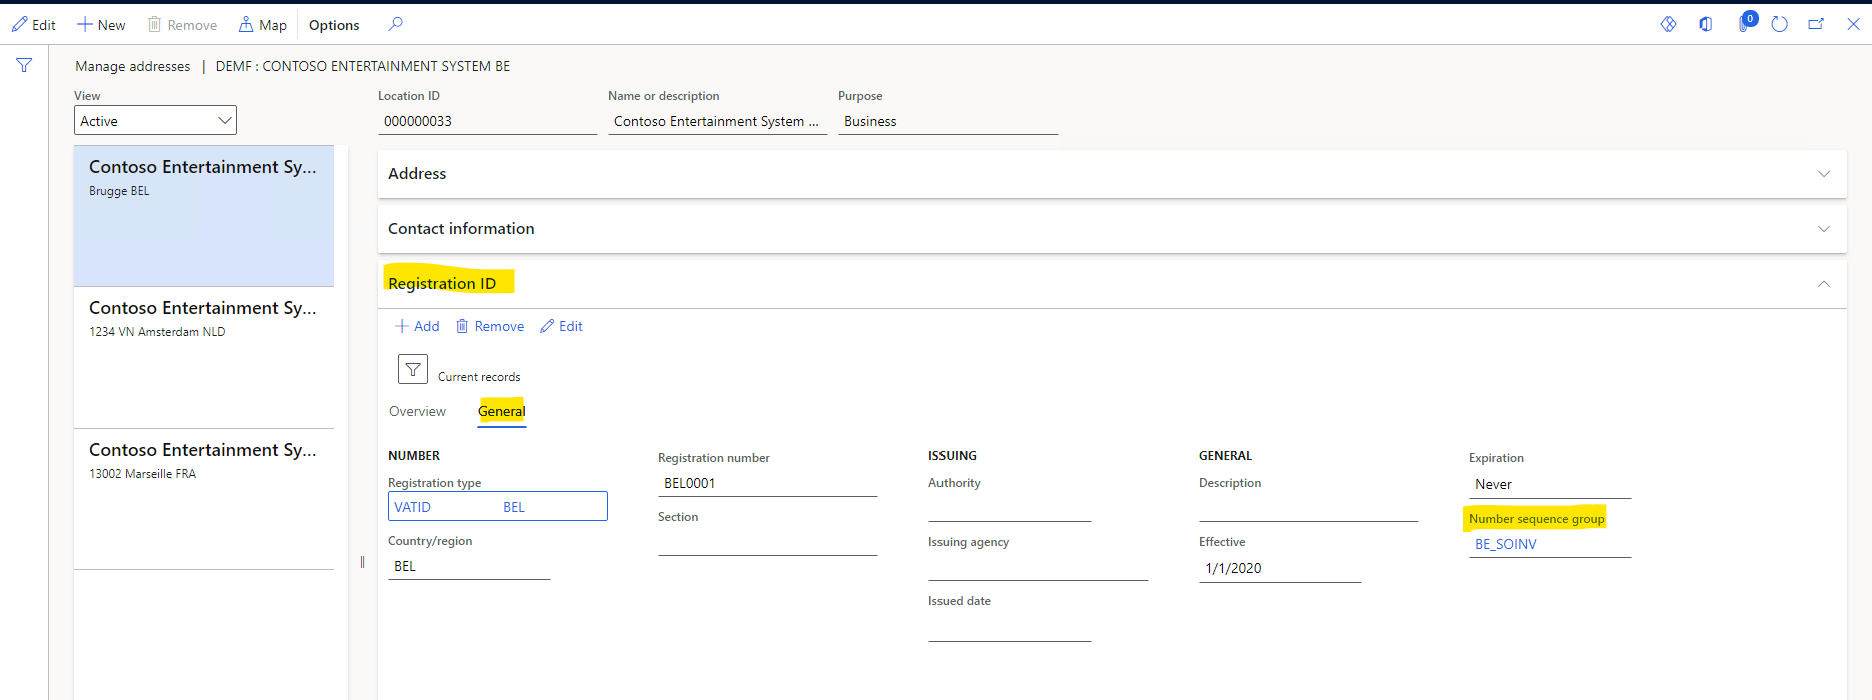 Edit New Remove Map Options 0
Manage addresses | DEMF : CONTOSO ENTERTAINMENT SYSTEM BE
View
Active
Location ID
000000033
Name or description
Contoso Entertainment System ...
Purpose
Business
Contoso Entertainment Sy...
Brugge BEL
Contoso Entertainment Sy...
1234 VN Amsterdam NLD
Contoso Entertainment Sy...
13002 Marseille FRA
Address
Contact information
Registration ID
Add Remove Edit
Current records
Overview General
NUMBER
Registration type
VATID BEL
Country/region
BEL
Registration number
BEL0001
Section
ISSUING
Authority
Issuing agency
Issued date
GENERAL
Description
Effective
1/1/2020
Expiration
Never
Number sequence group
BE_SOINV